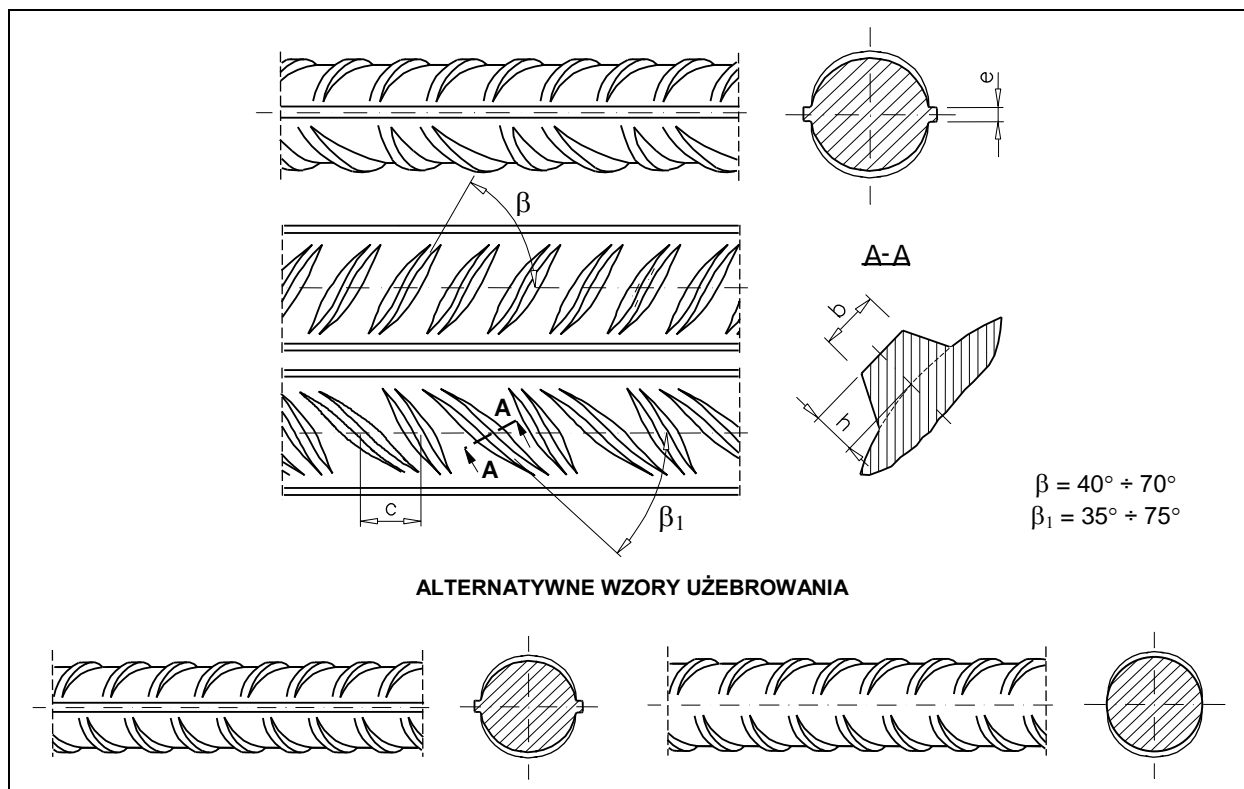 e
β
A-A
b
h
A
A
c
β₁
β = 40° ÷ 70°
β₁ = 35° ÷ 75°
ALTERNATYWNE WZORY UŻEBROWANIA